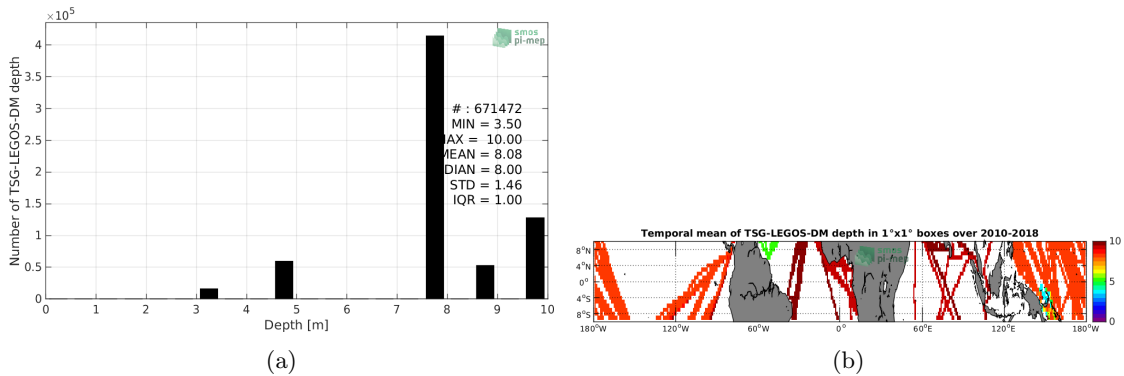 ×10⁵
smos
pi-mep
Number of TSG-LEGOS-DM depth
4
3.5
3
2.5
2
1.5
1
0.5
0
# : 671472
MIN = 3.50
MAX = 10.00
MEAN = 8.08
DIAN = 8.00
STD = 1.46
IQR = 1.00
0 1 2 3 4 5 6 7 8 9 10
Depth [m]
(a)
Temporal mean of TSG-LEGOS-DM depth in 1°x1° boxes over 2010-2018
smos
pi-mep
8°N
4°N
0°
4°S
8°S
180°W 120°W 60°W 0° 60°E 120°E 180°W
10
5
0
(b)